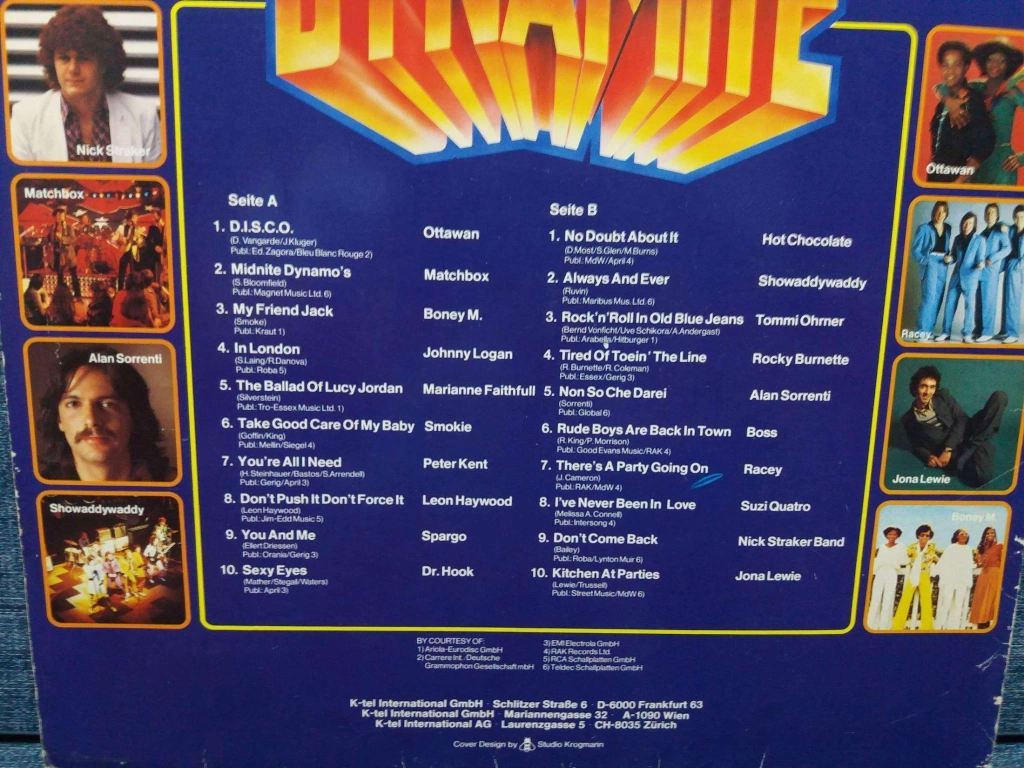 DYNAMITE
Nick Straker
Matchbox
Alan Sorrenti
Showaddywaddy
Seite A
1. D.I.S.C.O. Ottawan
(D. Vangarde/J.Kluger)
Publ: Ed. Zagora/Bleu Blanc Rouge 2)
2. Midnite Dynamo's Matchbox
(S. Bloomfield)
Publ: Magnet Music Ltd. 6)
3. My Friend Jack Boney M.
(Smoke)
Publ: Kraut 1)
4. In London Johnny Logan
(S.Laing/R.Danova)
Publ: Roba 5)
5. The Ballad Of Lucy Jordan Marianne Faithfull
(Silverstein)
Publ: Tro-Essex Music Ltd. 1)
6. Take Good Care Of My Baby Smokie
(Goffin/King)
Publ: Mellin/Siegel 4)
7. You're All I Need Peter Kent
(H.Steinhauer/Bastos/S.Arrendell)
Publ: Gerig/April 3)
8. Don't Push It Don't Force It Leon Haywood
(Leon Haywood)
Publ: Jim-Edd Music 5)
9. You And Me Spargo
(Ellert Driessen)
Publ: Orania/Gerig 3)
10. Sexy Eyes Dr. Hook
(Mather/Stegall/Waters)
Publ: April 3)
Seite B
1. No Doubt About It Hot Chocolate
(D.Most/S.Glen/M.Burns)
Publ: MdW/April 4)
2. Always And Ever Showaddywaddy
(Ruvin)
Publ: Maribus Mus. Ltd. 6)
3. Rock'n'Roll In Old Blue Jeans Tommi Ohrner
(Bernd Vonficht/Uve Schikora/A.Andergast)
Publ: Arabella/Hitburger 1)
4. Tired Of Toein' The Line Rocky Burnette
(R. Burnette/R. Coleman)
Publ: Essex/Gerig 3)
5. Non So Che Darei Alan Sorrenti
(Sorrenti)
Publ: Global 6)
6. Rude Boys Are Back In Town Boss
(R. King/P. Morrison)
Publ: Good Evans Music/RAK 4)
7. There's A Party Going On Racey
(J. Cameron)
Publ: RAK/MdW 4)
8. I've Never Been In Love Suzi Quatro
(Melissa A. Connell)
Publ: Intersong 4)
9. Don't Come Back Nick Straker Band
(Bailey)
Publ: Roba/Lynton Muir 6)
10. Kitchen At Parties Jona Lewie
(Lewie/Trussell)
Publ: Street Music/MdW 6)
Ottawan
Racey
Jona Lewie
Boney M
BY COURTESY OF:
1) Ariola-Eurodisc GmbH
2) Carrere Int. · Deutsche
Grammophon Gesellschaft mbH
3) EMI Electrola GmbH
4) RAK Records Ltd.
5) RCA Schallplatten GmbH
6) Teldec Schallplatten GmbH
K-tel International GmbH · Schlitzer Straße 6 · D-6000 Frankfurt 63
K-tel International GmbH · Mariannengasse 32 · A-1090 Wien
K-tel International AG · Laurenzgasse 5 · CH-8035 Zürich
Cover Design by Studio Krogmann